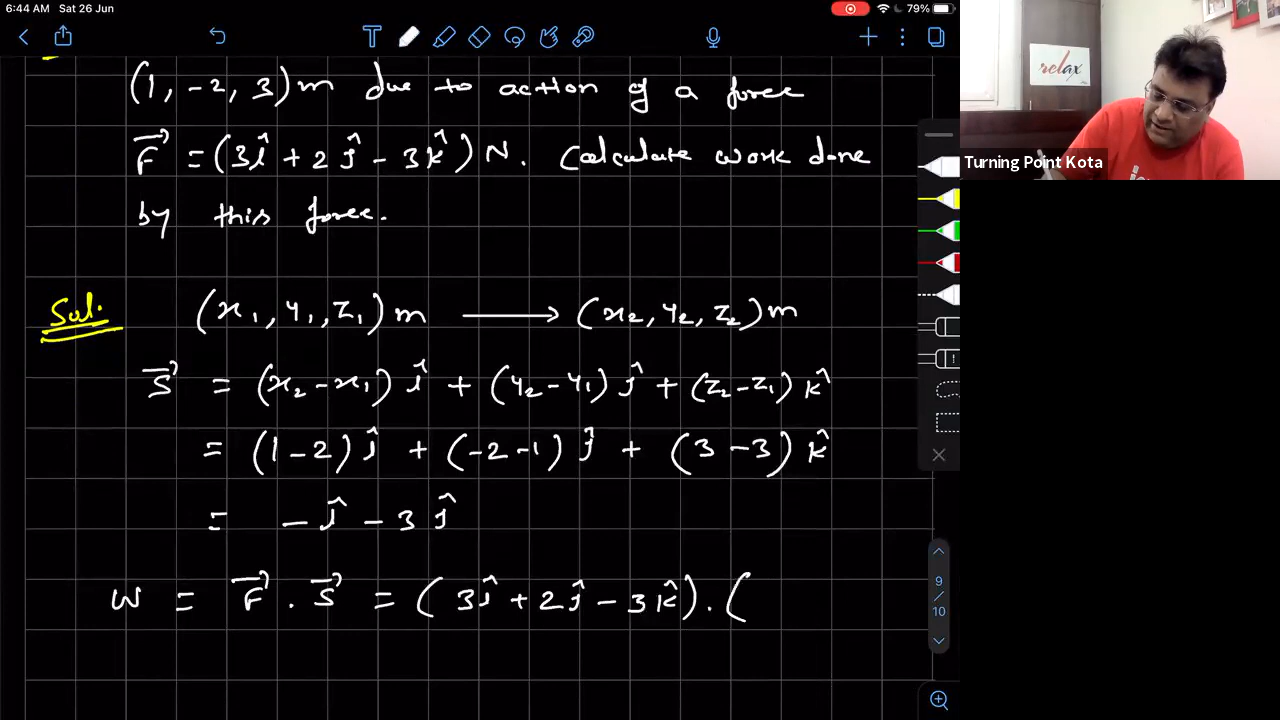 6:44 AM Sat 26 Jun
79%
relax
Turning Point Kota
(1, -2, 3) m due to action of a force
F⃗ = (3î + 2ĵ - 3k̂) N. Calculate work done
by this force.
Sol.
(x₁, y₁, z₁) m ⟶ (x₂, y₂, z₂) m
S⃗ = (x₂ - x₁) î + (y₂ - y₁) ĵ + (z₂ - z₁) k̂
= (1 - 2) î + (-2 - 1) ĵ + (3 - 3) k̂
= - î - 3 ĵ
W = F⃗ . S⃗ = (3î + 2ĵ - 3k̂) . (
9
/
10